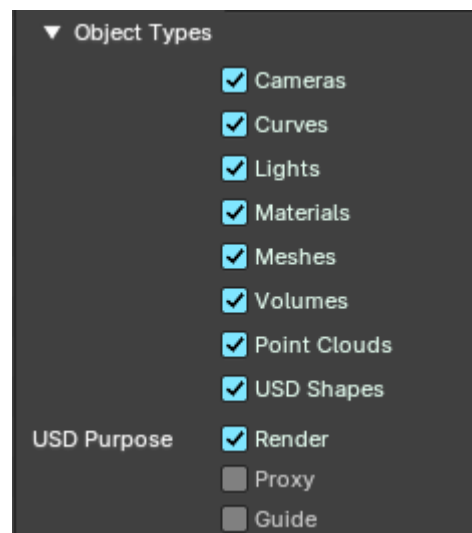 Object Types
Cameras
Curves
Lights
Materials
Meshes
Volumes
Point Clouds
USD Shapes
USD Purpose Render
Proxy
Guide